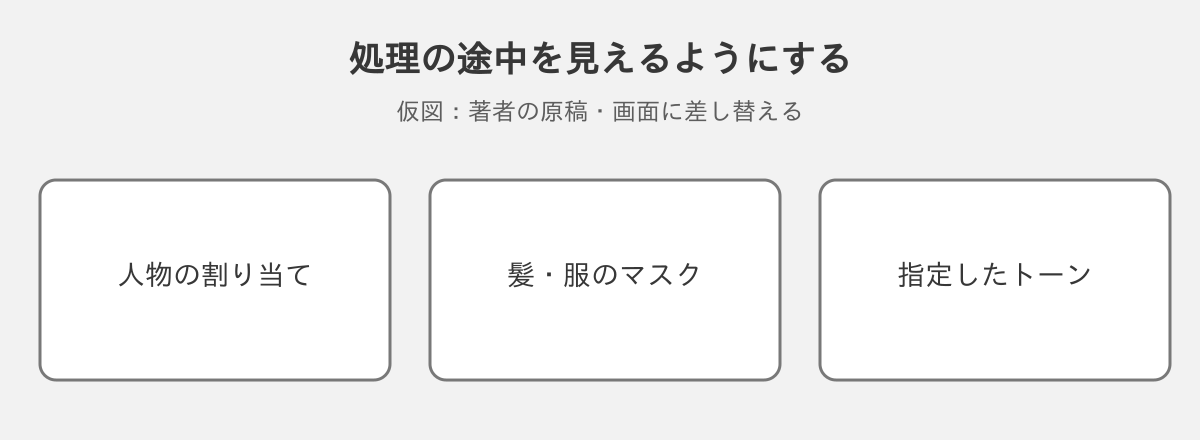 処理の途中を見えるようにする
仮図：著者の原稿・画面に差し替える
人物の割り当て
髪・服のマスク
指定したトーン